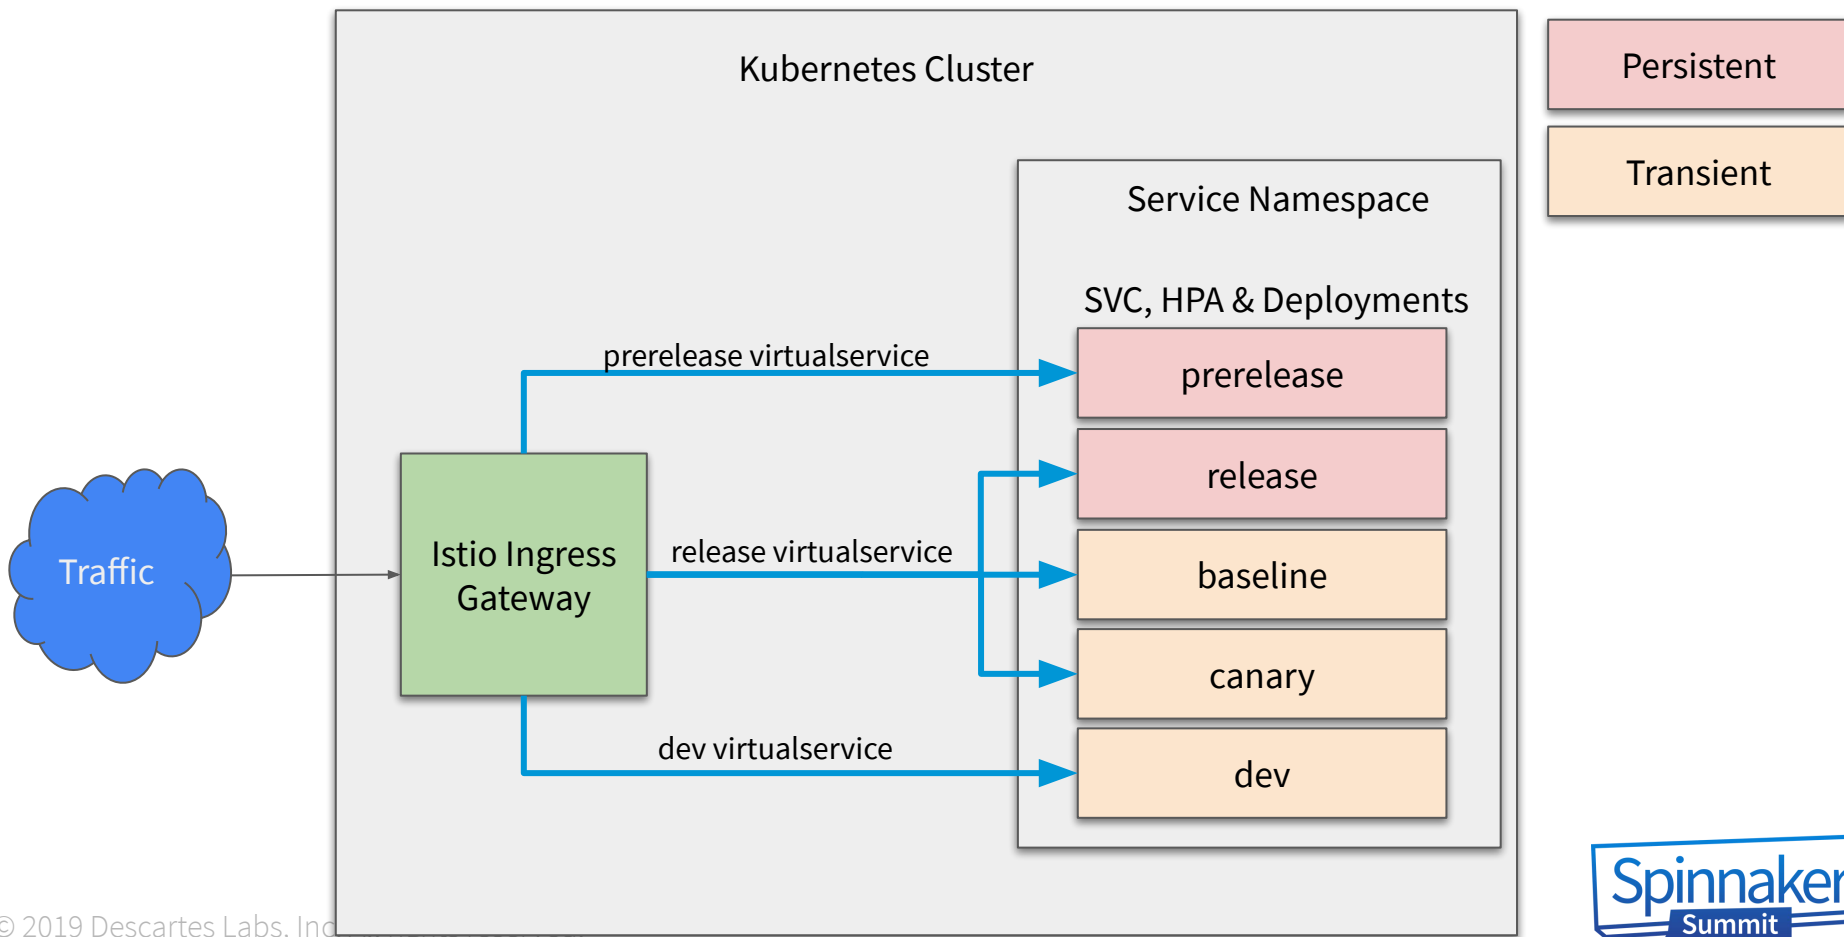 Kubernetes Cluster
Persistent
Transient
Service Namespace
SVC, HPA & Deployments
prerelease virtualservice
prerelease
release
Traffic
Istio Ingress
Gateway
release virtualservice
baseline
canary
dev virtualservice
dev
Spinnaker
Summit
© 2019 Descartes Labs, Inc